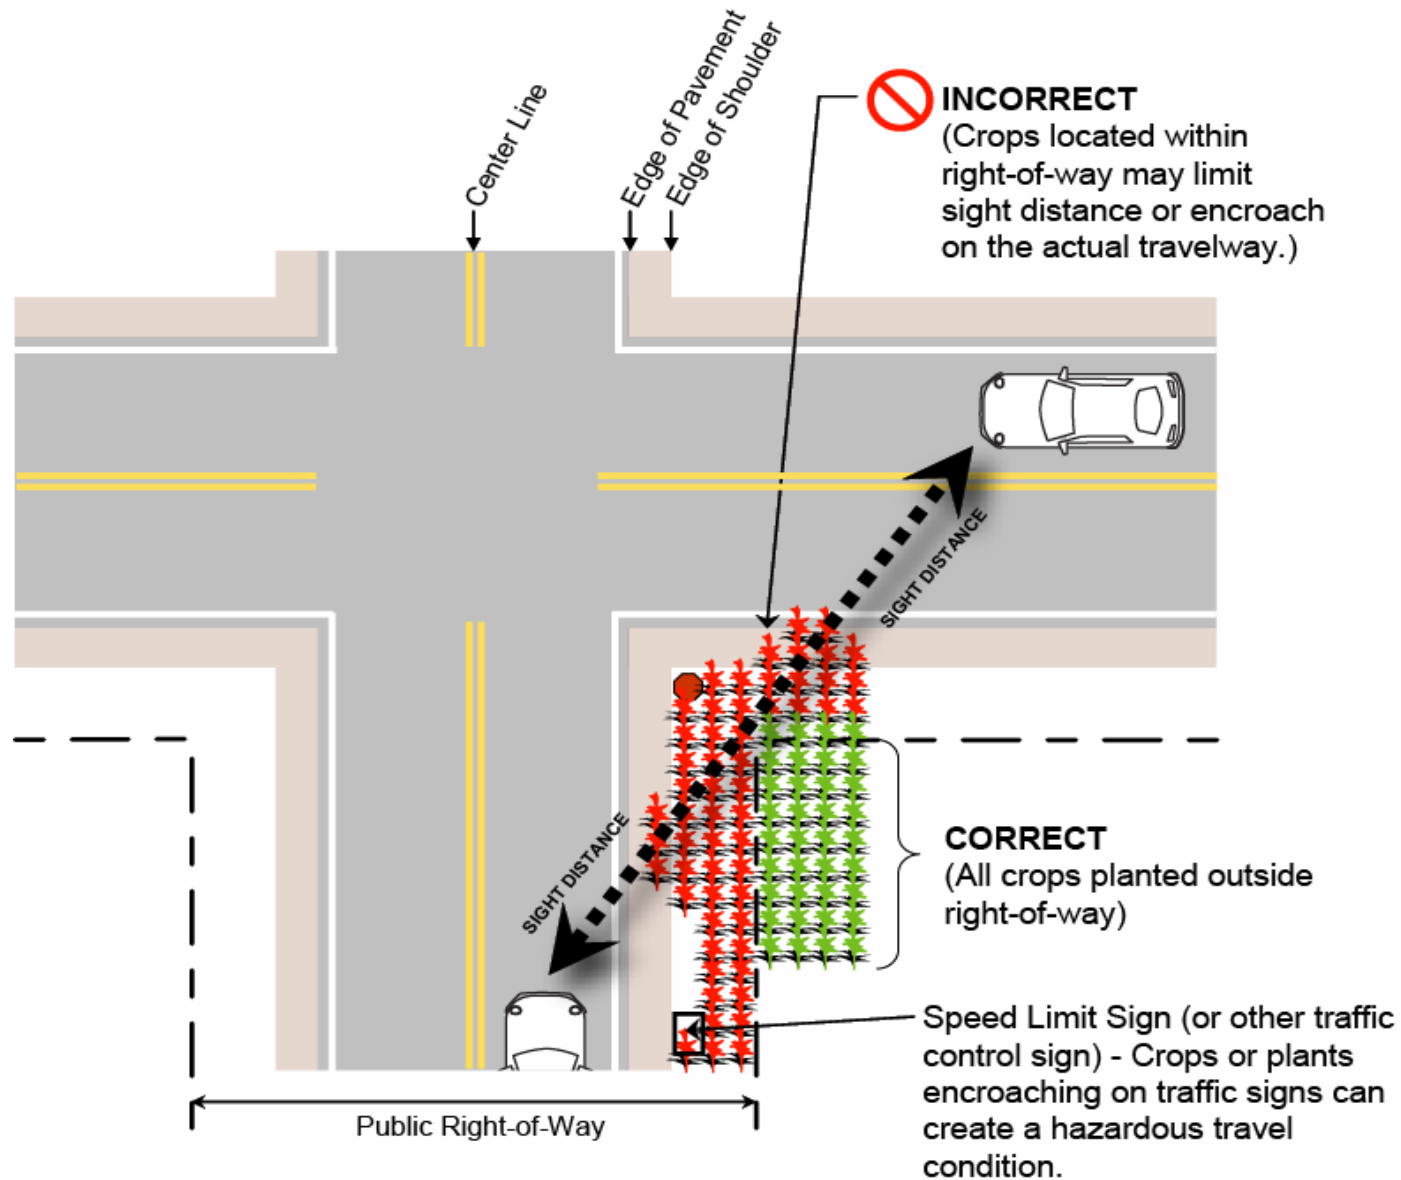 Center Line
Edge of Pavement
Edge of Shoulder
INCORRECT
(Crops located within
right-of-way may limit
sight distance or encroach
on the actual travelway.)
SIGHT DISTANCE
SIGHT DISTANCE
CORRECT
(All crops planted outside
right-of-way)
Speed Limit Sign (or other traffic
control sign) - Crops or plants
encroaching on traffic signs can
create a hazardous travel
condition.
Public Right-of-Way